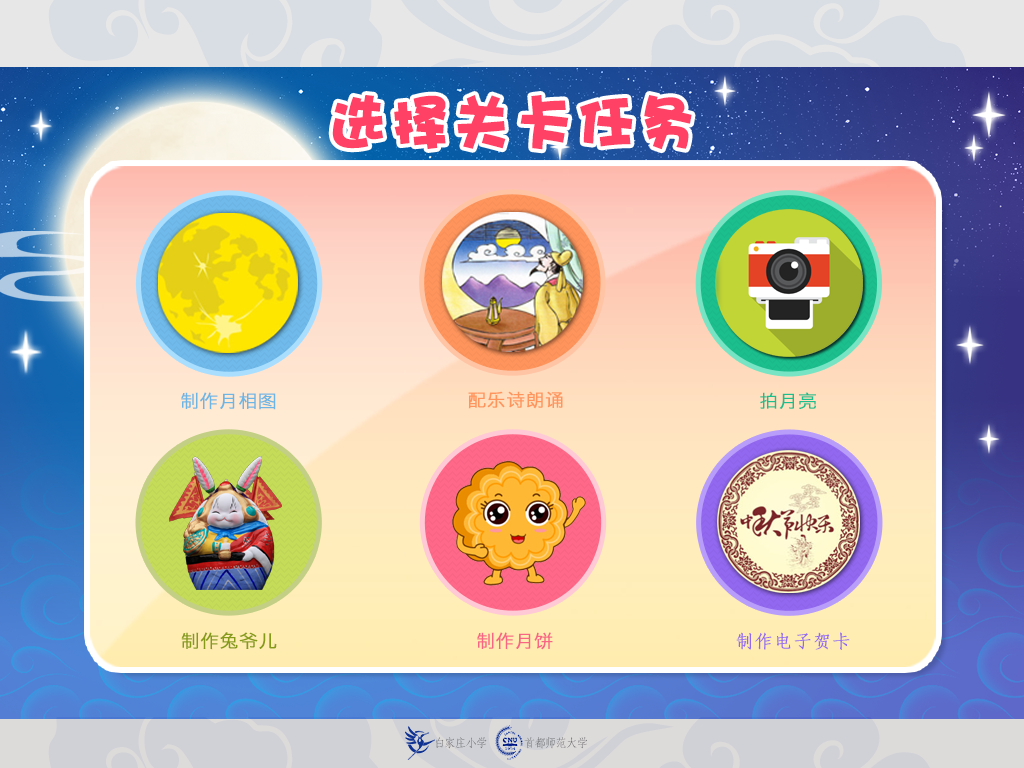 选择关卡任务
制作月相图
配乐诗朗诵
拍月亮
中秋节快乐
制作兔爷儿
制作月饼
制作电子贺卡
白家庄小学 CNU 首都师范大学